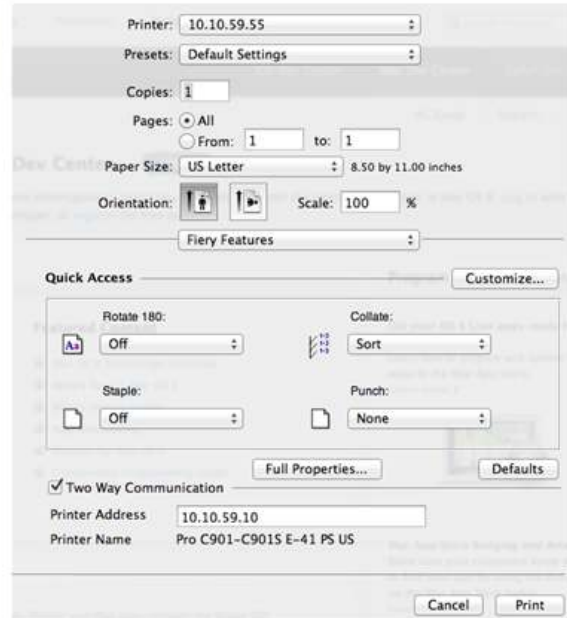 Printer: 10.10.59.55
Presets: Default Settings
Copies: 1
Pages: All
From: 1 to: 1
Paper Size: US Letter 8.50 by 11.00 inches
Orientation: Scale: 100 %
Fiery Features
Quick Access Customize...
Rotate 180: Collate:
Aa Off Sort
Staple: Punch:
Off None
Full Properties... Defaults
Two Way Communication
Printer Address 10.10.59.10
Printer Name Pro C901-C901S E-41 PS US
Cancel Print
Dev Center
Featured Content